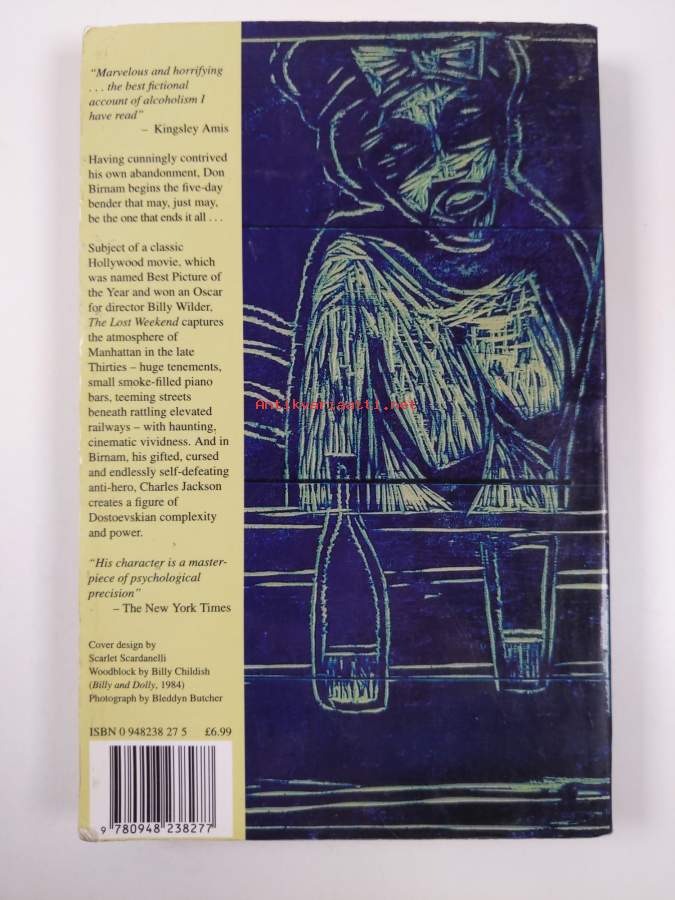 “Marvelous and horrifying
. . . the best fictional
account of alcoholism I
have read”
– Kingsley Amis
Having cunningly contrived
his own abandonment, Don
Birnam begins the five-day
bender that may, just may,
be the one that ends it all . . .
Subject of a classic
Hollywood movie, which
was named Best Picture of
the Year and won an Oscar
for director Billy Wilder,
The Lost Weekend captures
the atmosphere of
Manhattan in the late
Thirties – huge tenements,
small smoke-filled piano
bars, teeming streets
beneath rattling elevated
railways – with haunting,
cinematic vividness. And in
Birnam, his gifted, cursed
and endlessly self-defeating
anti-hero, Charles Jackson
creates a figure of
Dostoevskian complexity
and power.
“His character is a master-
piece of psychological
precision”
– The New York Times
Cover design by
Scarlet Scardanelli
Woodblock by Billy Childish
(Billy and Dolly, 1984)
Photograph by Bleddyn Butcher
ISBN 0 948238 27 5 £6.99
9 780948 238277
Antikvariaatti.net